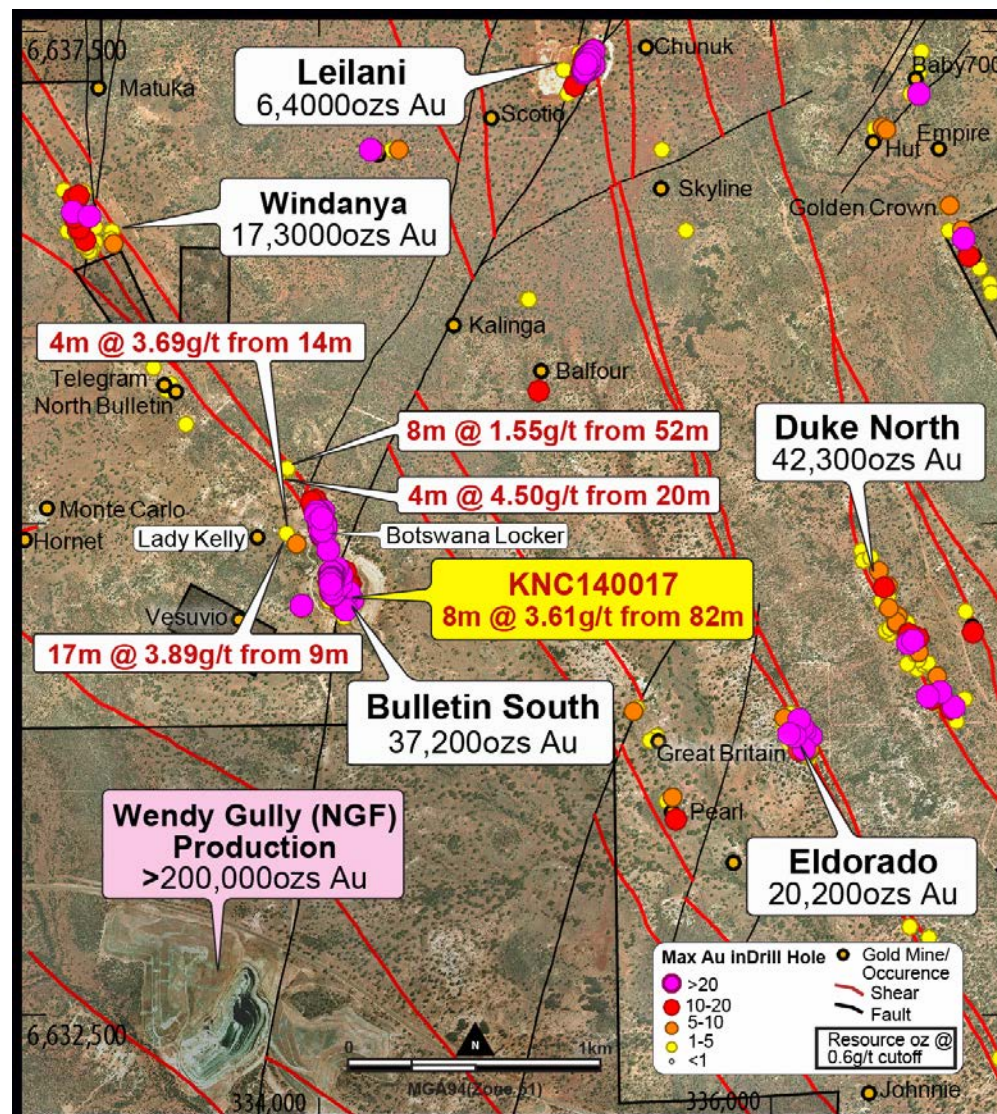 6,637,500
Matuka
Leilani
6,4000ozs Au
Chunuk
Baby700
Scotio
Hut
Empire
Skyline
Windanya
17,3000ozs Au
Golden Crown
4m @ 3.69g/t from 14m
Kalinga
Telegram
North Bulletin
Balfour
8m @ 1.55g/t from 52m
Duke North
42,300ozs Au
4m @ 4.50g/t from 20m
Monte Carlo
Hornet
Lady Kelly
Botswana Locker
KNC140017
8m @ 3.61g/t from 82m
Vesuvio
17m @ 3.89g/t from 9m
Bulletin South
37,200ozs Au
Great Britain
Pearl
Wendy Gully (NGF)
Production
>200,000ozs Au
Eldorado
20,200ozs Au
Max Au inDrill Hole
>20
10-20
5-10
1-5
<1
Gold Mine/
Occurence
Shear
Fault
Resource oz @
0.6g/t cutoff
6,632,500
N
0
1km
MGA94(Zone 51)
334,000
336,000
Johnnie